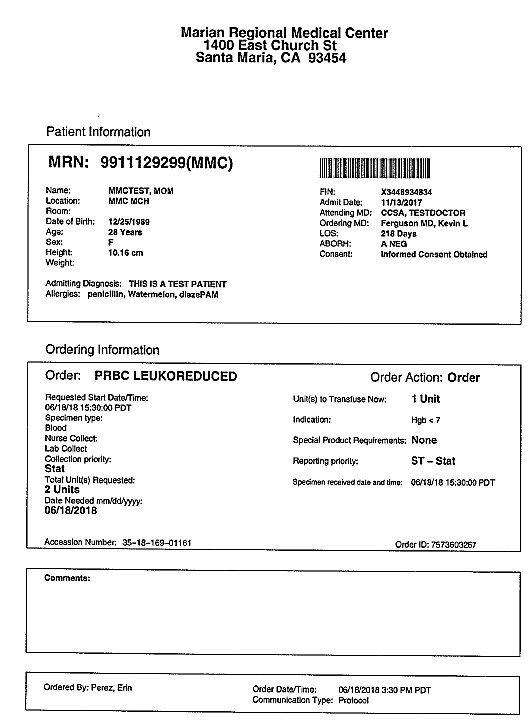 Marian Regional Medical Center
1400 East Church St
Santa Maria, CA 93454
Patient Information
MRN: 9911129299(MMC)
Name: MMCTEST, MOM
Location: MMC MCH
Room:
Date of Birth: 12/25/1989
Age: 28 Years
Sex: F
Height: 10.16 cm
Weight:
FIN: X3448934834
Admit Date: 11/13/2017
Attending MD: CCSA, TESTDOCTOR
Ordering MD: Ferguson MD, Kevin L
LOS: 218 Days
ABORH: A NEG
Consent: Informed Consent Obtained
Admitting Diagnosis: THIS IS A TEST PATIENT
Allergies: penicillin, Watermelon, diazePAM
Ordering Information
Order: PRBC LEUKOREDUCED
Order Action: Order
Requested Start Date/Time:
06/18/18 15:30:00 PDT
Specimen type:
Blood
Nurse Collect:
Lab Collect
Collection priority:
Stat
Total Unit(s) Requested:
2 Units
Date Needed mm/dd/yyyy:
06/18/2018
Unit(s) to Transfuse Now: 1 Unit
Indication: Hgb < 7
Special Product Requirements: None
Reporting priority: ST - Stat
Specimen received date and time: 06/18/18 15:30:00 PDT
Accession Number: 35-18-169-01161
Order ID: 7573603267
Comments:
Ordered By: Perez, Erin
Order Date/Time: 06/18/2018 3:30 PM PDT
Communication Type: Protocol